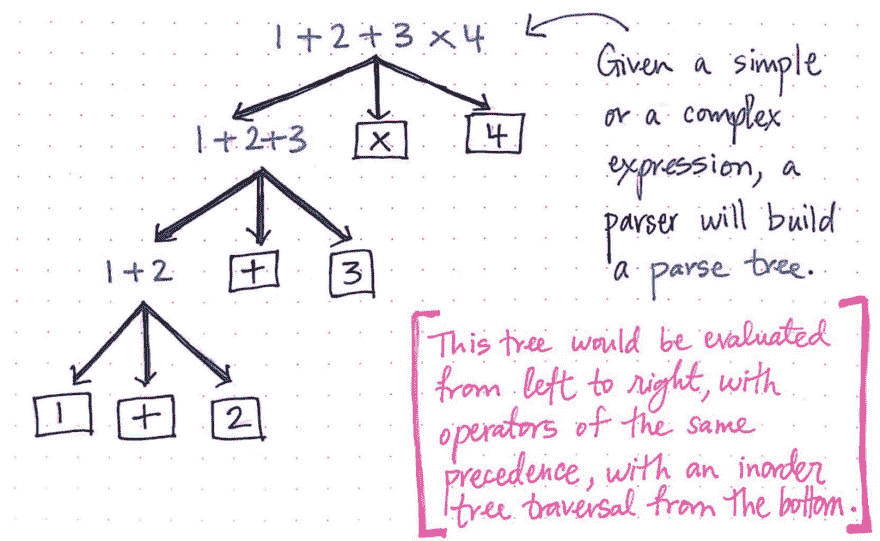 1 + 2 + 3 × 4
Given a simple
or a complex
expression, a
parser will build
a parse tree.
1 + 2 + 3
×
4
1 + 2
+
3
1
+
2
This tree would be evaluated
from left to right, with
operators of the same
precedence, with an inorder
tree traversal from the bottom.